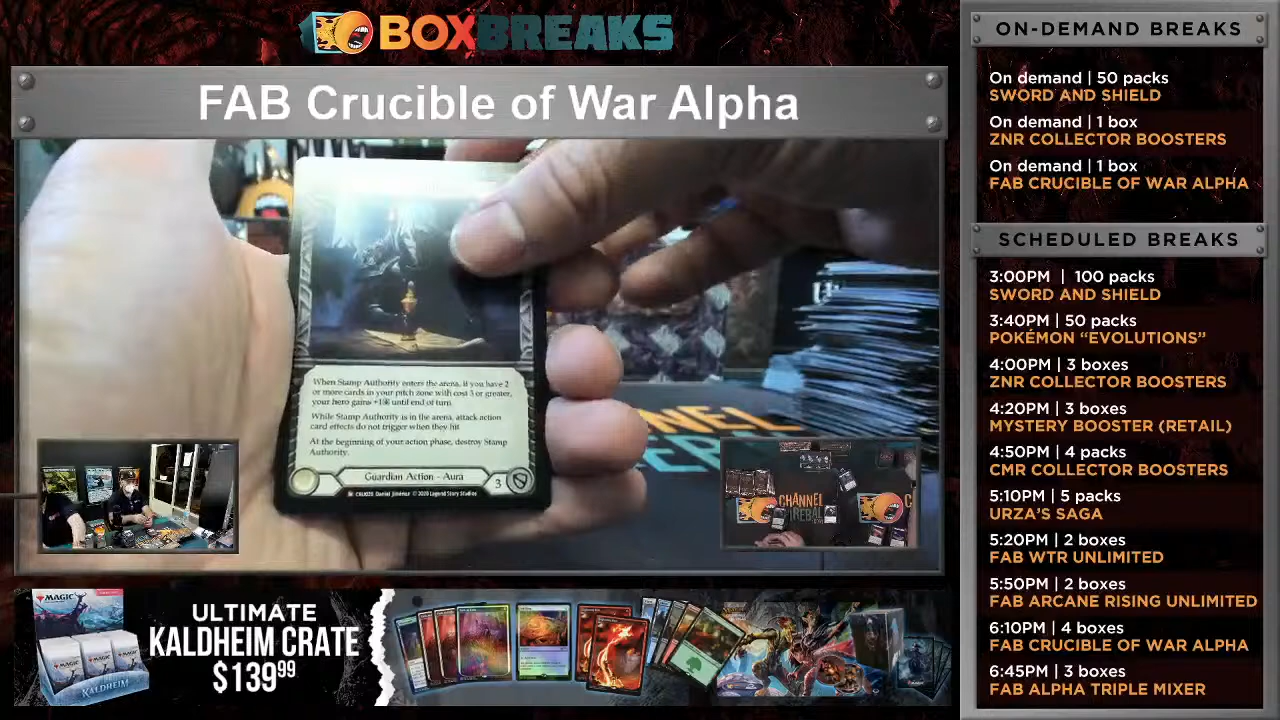 BOXBREAKS
FAB Crucible of War Alpha
When Stamp Authority enters the arena, if you have 2
or more cards in your pitch zone with cost 3 or greater,
your hero gains +1 until end of turn.
While Stamp Authority is in the arena, attack action
card effects do not trigger when they hit.
At the beginning of your action phase, destroy Stamp
Authority.
Guardian Action - Aura
3
Daniel Jiménez © 2020 Legend Story Studios
CHANNEL
FIREBALL
MAGIC
KALDHEIM
ULTIMATE
KALDHEIM CRATE
$139.99
ON-DEMAND BREAKS
On demand | 50 packs
SWORD AND SHIELD
On demand | 1 box
ZNR COLLECTOR BOOSTERS
On demand | 1 box
FAB CRUCIBLE OF WAR ALPHA
SCHEDULED BREAKS
3:00PM | 100 packs
SWORD AND SHIELD
3:40PM | 50 packs
POKÉMON “EVOLUTIONS”
4:00PM | 3 boxes
ZNR COLLECTOR BOOSTERS
4:20PM | 3 boxes
MYSTERY BOOSTER (RETAIL)
4:50PM | 4 packs
CMR COLLECTOR BOOSTERS
5:10PM | 5 packs
URZA’S SAGA
5:20PM | 2 boxes
FAB WTR UNLIMITED
5:50PM | 2 boxes
FAB ARCANE RISING UNLIMITED
6:10PM | 4 boxes
FAB CRUCIBLE OF WAR ALPHA
6:45PM | 3 boxes
FAB ALPHA TRIPLE MIXER